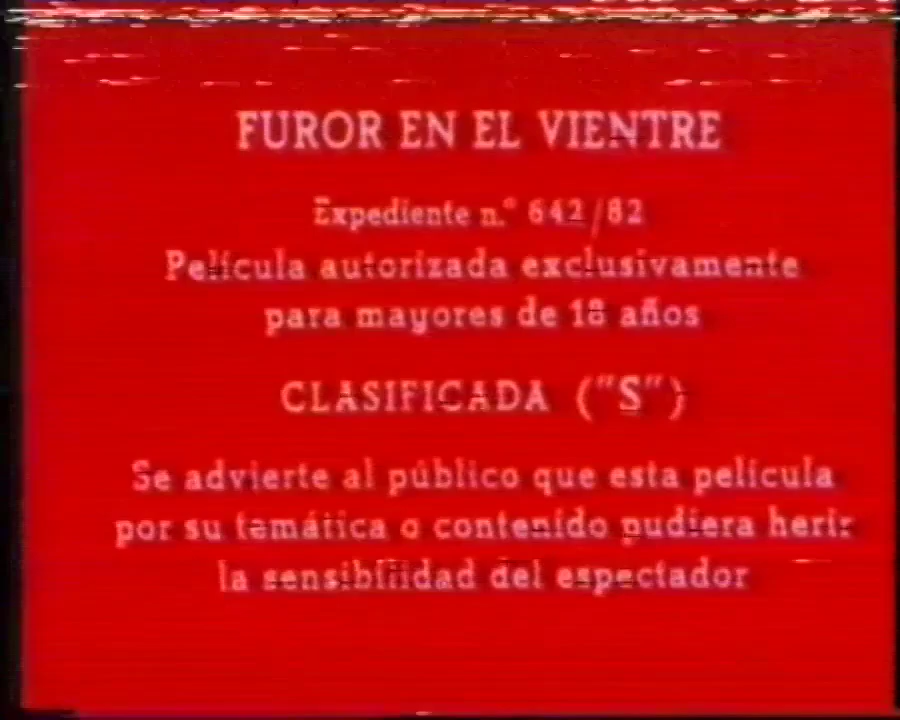 FUROR EN EL VIENTRE
Expediente n.° 642/82
Película autorizada exclusivamente
para mayores de 18 años
CLASIFICADA ("S")
Se advierte al público que esta película
por su temática o contenido pudiera herir
la sensibilidad del espectador